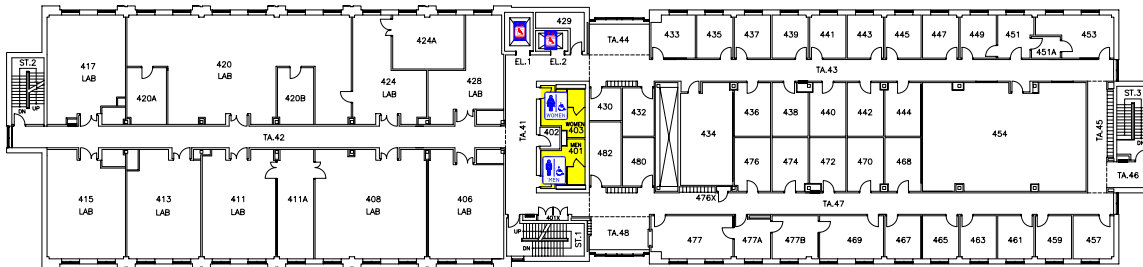 429
TA.44
433
435
437
439
441
443
445
447
449
451
453
451A
424A
EL.1
EL.2
ST.2
UP
DN
417
LAB
420
LAB
424
LAB
428
LAB
420A
420B
TA.43
ST.3
DN
TA.42
TA.41
WOMEN
WOMEN
403
402
MEN
401
MEN
430
432
434
436
438
440
442
444
454
TA.45
482
480
476
474
472
470
468
TA.46
415
LAB
413
LAB
411
LAB
411A
408
LAB
406
LAB
476X
TA.47
401X
UP
DN
ST.1
TA.48
477
477A
477B
469
467
465
463
461
459
457